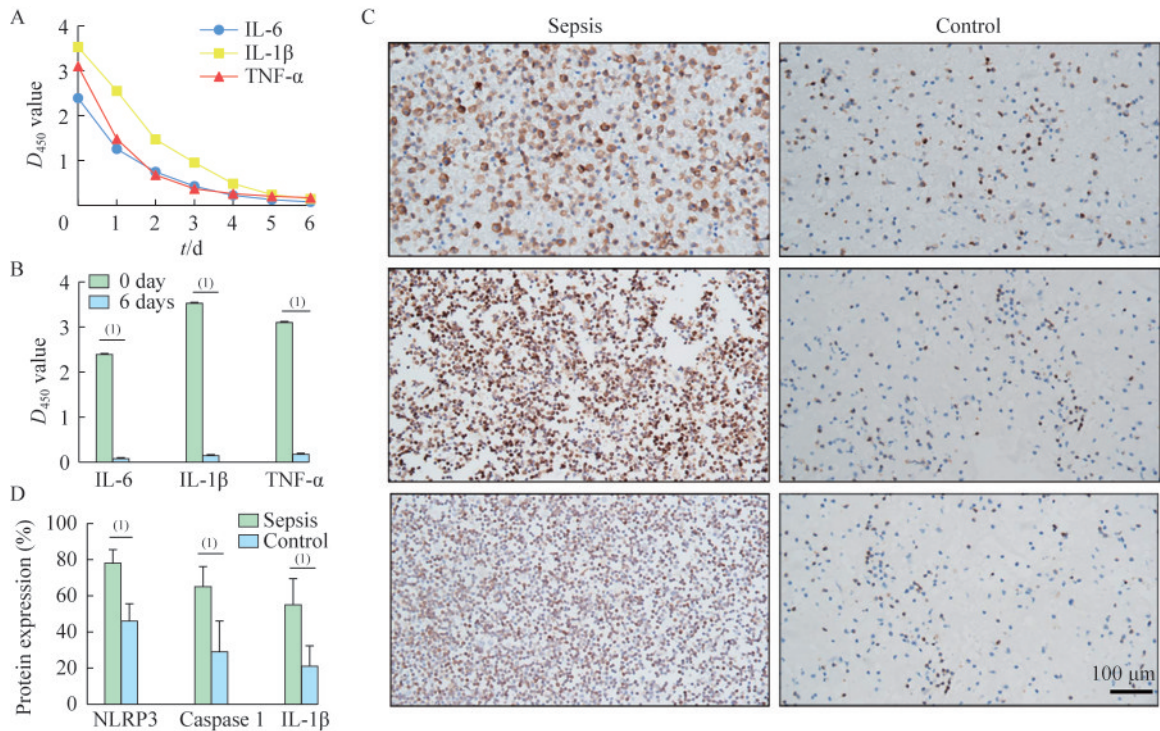 A
4
3
2
1
0
D450 value
1
2
3
4
5
6
t/d
IL-6
IL-1β
TNF-α
B
0 day
6 days
4
3
2
1
0
D450 value
(1)
(1)
(1)
IL-6
IL-1β
TNF-α
D
Sepsis
Control
100
80
60
40
20
0
Protein expression (%)
(1)
(1)
(1)
NLRP3
Caspase 1
IL-1β
C
Sepsis
Control
100 μm